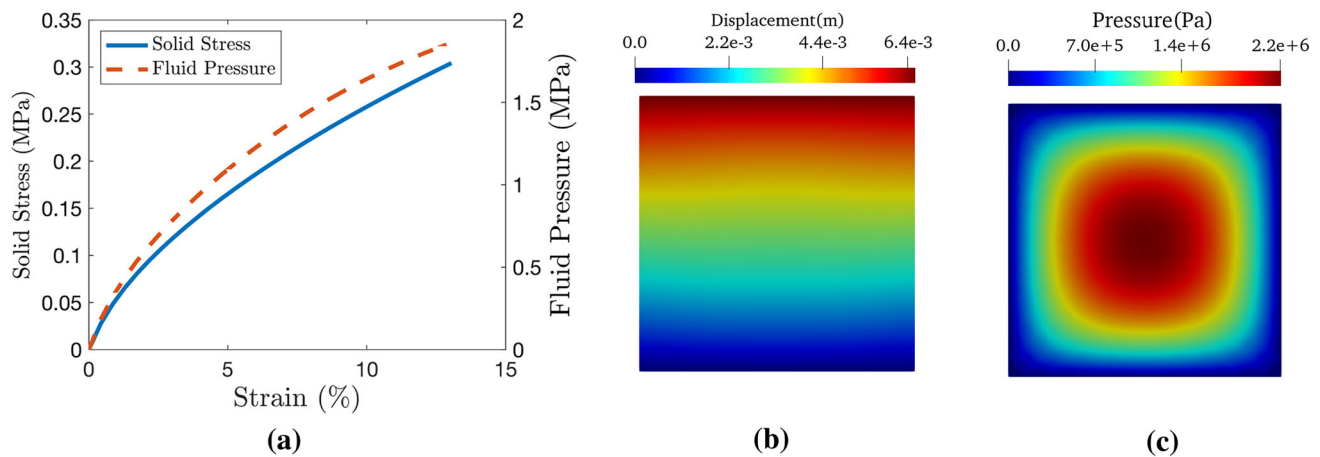 Solid Stress (MPa)
0.35
0.3
0.25
0.2
0.15
0.1
0.05
0
Solid Stress
Fluid Pressure
2
1.5
1
0.5
0
Fluid Pressure (MPa)
0 5 10 15
Strain (%)
(a)
Displacement(m)
0.0 2.2e-3 4.4-3 6.4-3
(b)
Pressure(Pa)
0.0 7.0e+5 1.4e+6 2.2e+6
(c)